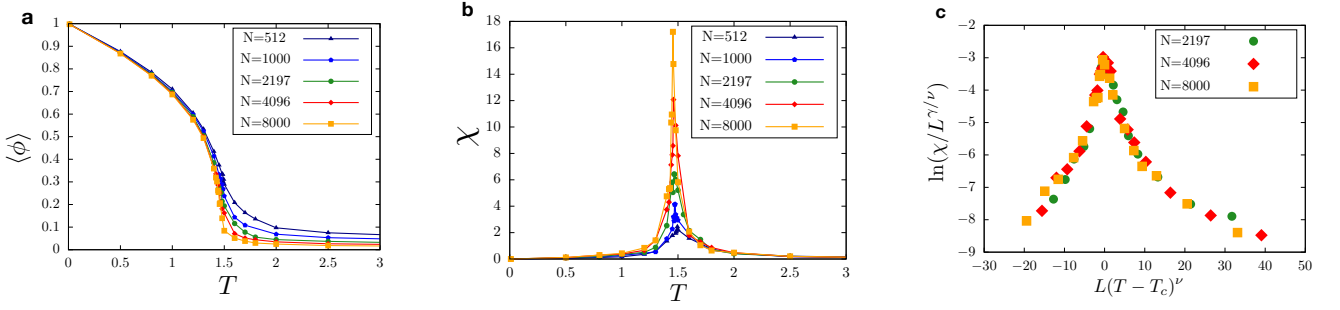 a
⟨ϕ⟩
1
0.9
0.8
0.7
0.6
0.5
0.4
0.3
0.2
0.1
0
0 0.5 1 1.5 2 2.5 3
T
N=512
N=1000
N=2197
N=4096
N=8000
b
χ
18
16
14
12
10
8
6
4
2
0
0 0.5 1 1.5 2 2.5 3
T
N=512
N=1000
N=2197
N=4096
N=8000
c
ln(χ/L^{γ/ν})
−2
−3
−4
−5
−6
−7
−8
−9
−30 −20 −10 0 10 20 30 40 50
L(T − T_c)^ν
N=2197
N=4096
N=8000